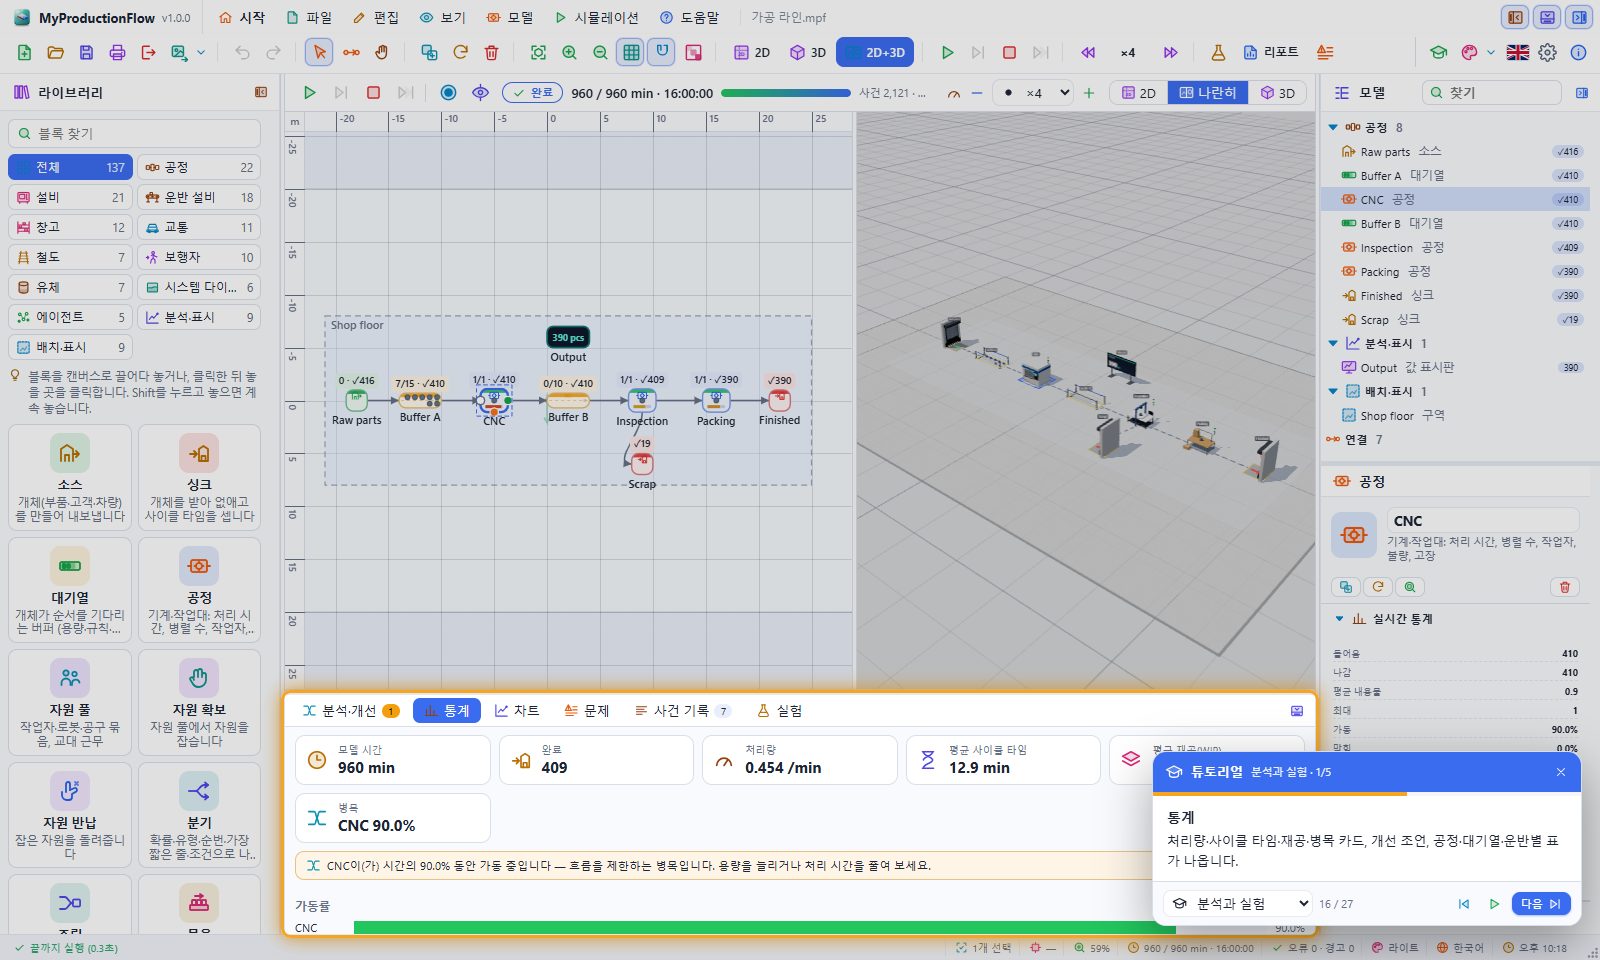 MyProductionFlow v1.0.0 시작 파일 편집 보기 모델 시뮬레이션 도움말 가공 라인.mpf
2D 3D 2D+3D ×4 리포트
라이브러리
블록 찾기
전체 137 공정 22
설비 21 운반 설비 18
창고 12 교통 11
철도 7 보행자 10
유체 7 시스템 다이... 6
에이전트 5 분석·표시 9
배치·표시 9
블록을 캔버스로 끌어다 놓거나, 클릭한 뒤 놓
을 곳을 클릭합니다. Shift를 누르고 놓으면 계
속 놓습니다.
소스
개체(부품·고객·차량)
를 만들어 내보냅니다
싱크
개체를 받아 없애고
사이클 타임을 셉니다
대기열
개체가 순서를 기다리
는 버퍼 (용량·규칙·...
공정
기계·작업대: 처리 시
간, 병렬 수, 작업자,...
자원 풀
작업자·로봇·공구 묶
음, 교대 근무
자원 확보
자원 풀에서 자원을
잡습니다
자원 반납
잡은 자원을 돌려줍니
다
분기
확률·유형·순번·가장
짧은 줄·조건으로 나...
완료 960 / 960 min · 16:00:00 사건 2,121 · ... ×4 2D 나란히 3D
m -20 -15 -10 -5 0 5 10 15 20 25
-25
-20
-15
-10
-5
0
5
10
15
20
25
Shop floor
390 pcs
Output
0 · ✓416 7/15 · ✓410 1/1 · ✓410 0/10 · ✓410 1/1 · ✓409 1/1 · ✓390 ✓390
Raw parts Buffer A CNC Buffer B Inspection Packing Finished
✓19
Scrap
모델 찾기
공정 8
Raw parts 소스 ✓416
Buffer A 대기열 ✓410
CNC 공정 ✓410
Buffer B 대기열 ✓410
Inspection 공정 ✓409
Packing 공정 ✓390
Finished 싱크 ✓390
Scrap 싱크 ✓19
분석·표시 1
Output 값 표시판 390
배치·표시 1
Shop floor 구역
연결 7
공정
CNC
기계·작업대: 처리 시간, 병렬 수, 작업자,
불량, 고장
실시간 통계
들어옴 410
나감 410
평균 내용물 0.9
최대 1
가동 90.0%
막힘 0.0%
분석·개선 1 통계 차트 문제 사건 기록 7 실험
모델 시간
960 min
완료
409
처리량
0.454 /min
평균 사이클 타임
12.9 min
평균 재공(WIP)
병목
CNC 90.0%
CNC이(가) 시간의 90.0% 동안 가동 중입니다 — 흐름을 제한하는 병목입니다. 용량을 늘리거나 처리 시간을 줄여 보세요.
가동률
CNC 90.0%
튜토리얼 분석과 실험 · 1/5
통계
처리량·사이클 타임·재공·병목 카드, 개선 조언, 공정·대기열·운반별 표
가 나옵니다.
분석과 실험 16 / 27 다음
끝까지 실행 (0.3초) 1개 선택 — 59% 960 / 960 min · 16:00:00 오류 0 · 경고 0 라이트 한국어 오후 10:18